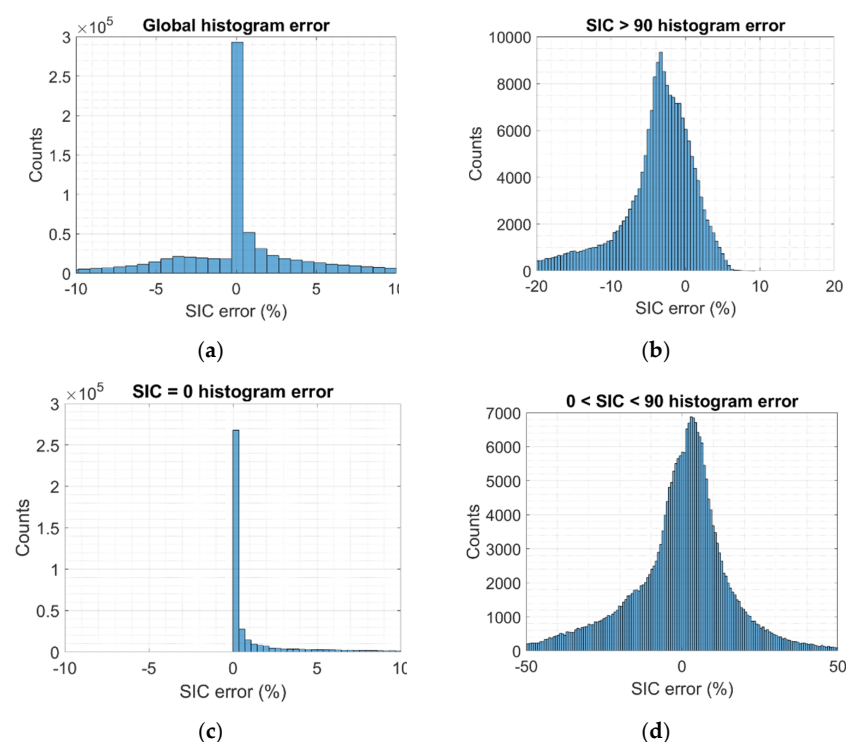 Global histogram error
×10⁵
3
2.5
2
1.5
1
0.5
0
-10 -5 0 5 10
Counts
SIC error (%)
(a)
SIC > 90 histogram error
10000
8000
6000
4000
2000
0
-20 -10 0 10 20
Counts
SIC error (%)
(b)
SIC = 0 histogram error
×10⁵
3
2.5
2
1.5
1
0.5
0
-10 -5 0 5 10
Counts
SIC error (%)
(c)
0 < SIC < 90 histogram error
7000
6000
5000
4000
3000
2000
1000
0
-50 0 50
Counts
SIC error (%)
(d)